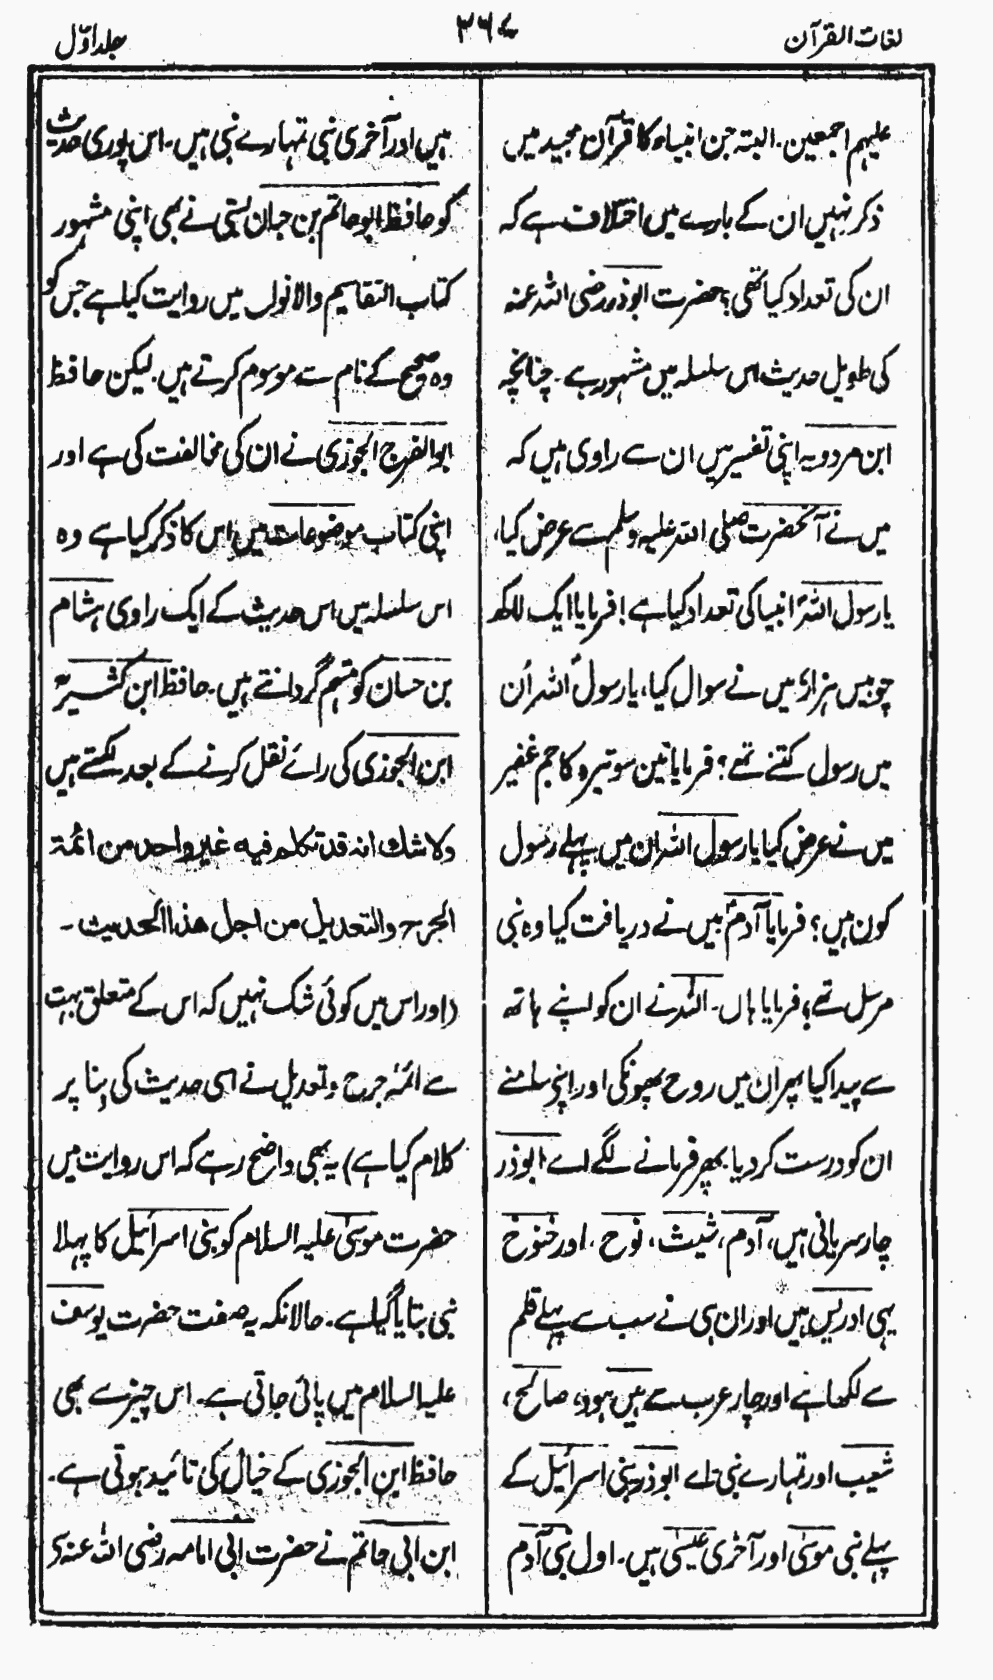 لغات القرآن
۳۶۷
جلد اوّل
علیہم اجمعین۔ البتہ جن انبیاء کا قرآن مجید میں
ذکر نہیں ان کے بارے میں اختلاف ہے کہ
ان کی تعداد کیا تھی؟ حضرت ابوذر رضی اللہ عنہ
کی طویل حدیث اس سلسلہ میں مشہور ہے۔ چنانچہ
ابن مردویہ اپنی تفسیر میں ان سے راوی ہیں کہ
میں نے آنحضرت صلی اللہ علیہ وسلم سے عرض کیا،
یا رسول اللہ انبیا کی تعداد کیا ہے! فرمایا ایک لاکھ
چوبیس ہزار میں نے سوال کیا، یا رسول اللہ ان
میں رسول کتنے تھے؟ فرمایا تین سو تیرہ کا جم غفیر
میں نے عرض کیا یا رسول اللہ ان میں پہلے رسول
کون ہیں؟ فرمایا آدم میں نے دریافت کیا وہ نبی
مرسل تھے؟ فرمایا ہاں۔ اللہ نے ان کو اپنے ہاتھ
سے پیدا کیا پھر ان میں روح پھونکی اور اپنے سامنے
ان کو درست کر دیا۔ پھر فرمانے لگے اے ابوذر
چار سریانی ہیں، آدم، شیث، نوح، اور خنوخ
یہی ادریس ہیں اور ان ہی نے سب سے پہلے قلم
سے لکھا ہے اور چار عرب سے ہیں ہود، صالح،
شعیب اور تمہارے نبی۔ اے ابوذر بنی اسرائیل کے
پہلے نبی موسیٰ اور آخری عیسیٰ ہیں۔ اول نبی آدم
ہیں اور آخری نبی تمہارے نبی ہیں۔ اس پوری حدیث
کو حافظ ابو حاتم بن حبان بستی نے بھی اپنی مشہور
کتاب التقاسیم والانواع میں روایت کیا ہے جس کو
وہ صحیح کے نام سے موسوم کرتے ہیں۔ لیکن حافظ
ابو الفرج الجوزی نے ان کی مخالفت کی ہے اور
اپنی کتاب موضوعات میں اس کا ذکر کیا ہے وہ
اس سلسلہ میں اس حدیث کے ایک راوی ہشام
بن حسان کو متہم گردانتے ہیں۔ حافظ ابن کثیر
ابن الجوزی کی رائے نقل کرنے کے بعد لکھتے ہیں
ولا شك انه قد تكلم فيه غير واحد من ائمة
الجرح والتعديل من اجل هذا الحديث ۔
(اور اس میں کوئی شک نہیں کہ اس کے متعلق بہت
سے ائمہ جرح و تعدیل نے اسی حدیث کی بنا پر
کلام کیا ہے) یہ بھی واضح رہے کہ اس روایت میں
حضرت موسیٰ علیہ السلام کو بنی اسرائیل کا پہلا
نبی بتایا گیا ہے۔ حالانکہ یہ صفت حضرت یوسف
علیہ السلام میں پائی جاتی ہے۔ اس چیز سے بھی
حافظ ابن الجوزی کے خیال کی تائید ہوتی ہے۔
ابن ابی حاتم نے حضرت ابی امامہ رضی اللہ عنہ سے